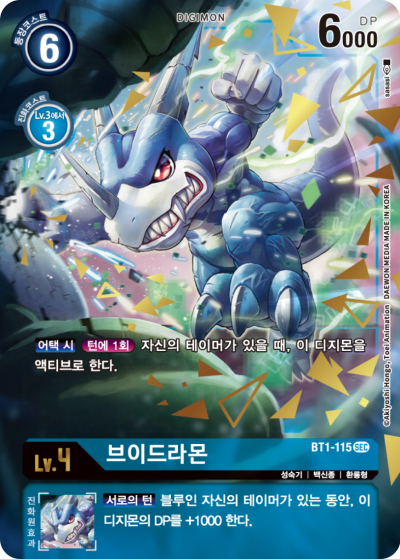 DIGIMON
등장코스트
6
DP
6000
진화코스트
Lv.3에서
3
sasasi
©Akiyoshi Hongo, Toei Animation DAEWON MEDIA MADE IN KOREA
어택 시 턴에 1회 자신의 테이머가 있을 때, 이 디지몬을
액티브로 한다.
BT1-115 SEC
Lv.4 브이드라몬
성숙기 | 백신종 | 환룡형
진화원효과
서로의 턴 블루인 자신의 테이머가 있는 동안, 이
디지몬의 DP를 +1000 한다.